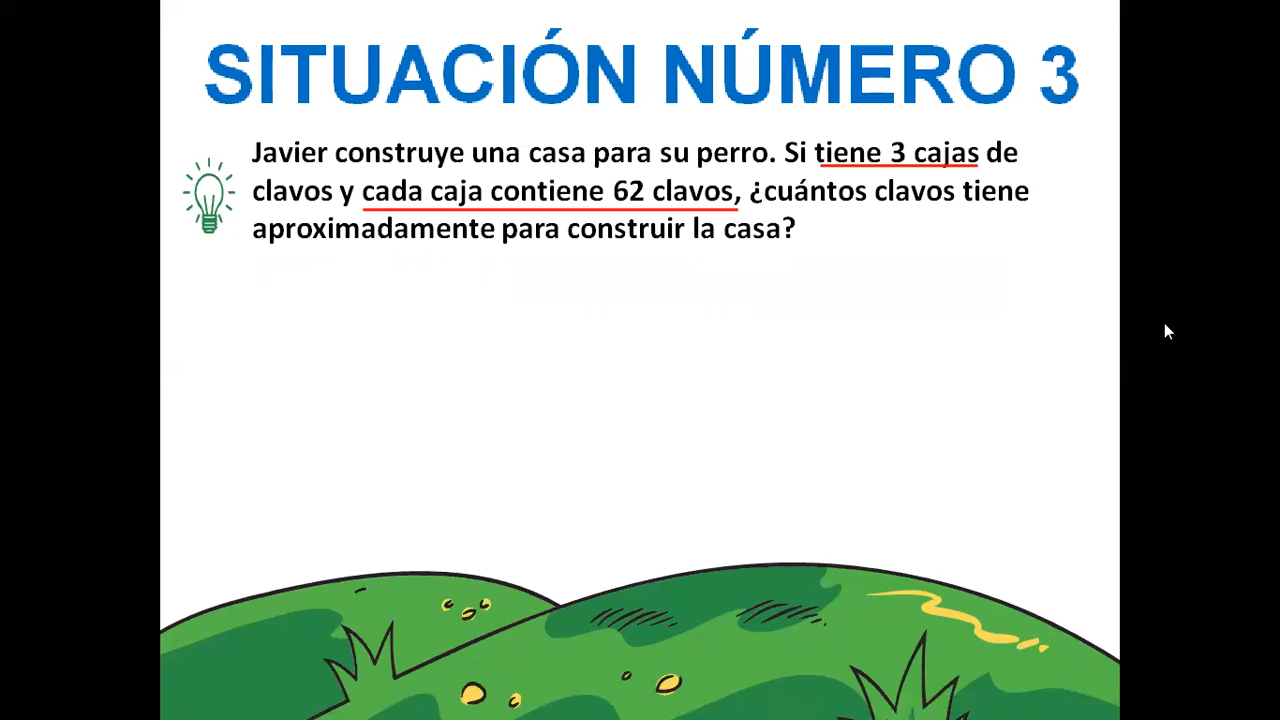 SITUACIÓN NÚMERO 3
Javier construye una casa para su perro. Si tiene 3 cajas de
clavos y cada caja contiene 62 clavos, ¿cuántos clavos tiene
aproximadamente para construir la casa?